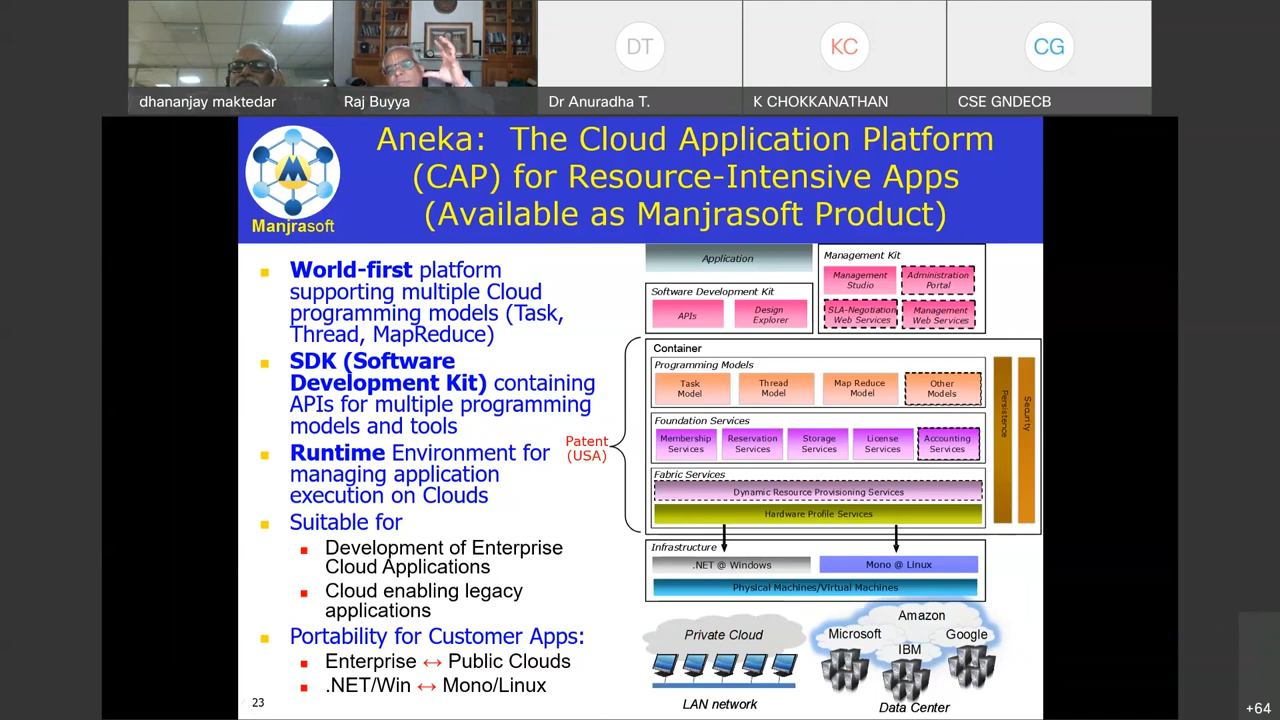 dhananjay maktedar
Raj Buyya
DT
Dr Anuradha T.
KC
K CHOKKANATHAN
CG
CSE GNDECB
M
Manjrasoft
Aneka: The Cloud Application Platform
(CAP) for Resource-Intensive Apps
(Available as Manjrasoft Product)
World-first platform
supporting multiple Cloud
programming models (Task,
Thread, MapReduce)
SDK (Software
Development Kit) containing
APIs for multiple programming
models and tools
Runtime Environment for
managing application
execution on Clouds
Suitable for
Development of Enterprise
Cloud Applications
Cloud enabling legacy
applications
Portability for Customer Apps:
Enterprise ↔ Public Clouds
.NET/Win ↔ Mono/Linux
23
Patent
(USA)
Application
Software Development Kit
APIs
Design
Explorer
Management Kit
Management
Studio
Administration
Portal
SLA-Negotiation
Web Services
Management
Web Services
Container
Programming Models
Task
Model
Thread
Model
Map Reduce
Model
Other
Models
Foundation Services
Membership
Services
Reservation
Services
Storage
Services
License
Services
Accounting
Services
Fabric Services
Dynamic Resource Provisioning Services
Hardware Profile Services
Persistence
Security
Infrastructure
.NET @ Windows
Mono @ Linux
Physical Machines/Virtual Machines
Private Cloud
LAN network
Amazon
Microsoft
Google
IBM
Data Center
+64